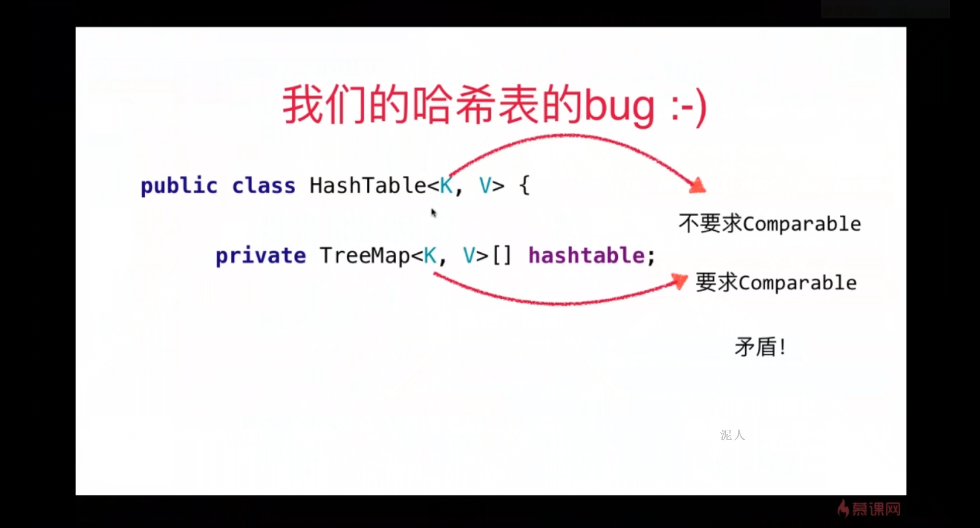 我们的哈希表的bug :-)
public class HashTable<K, V> {
不要求Comparable
private TreeMap<K, V>[] hashtable;
要求Comparable
矛盾!
泥人
慕课网